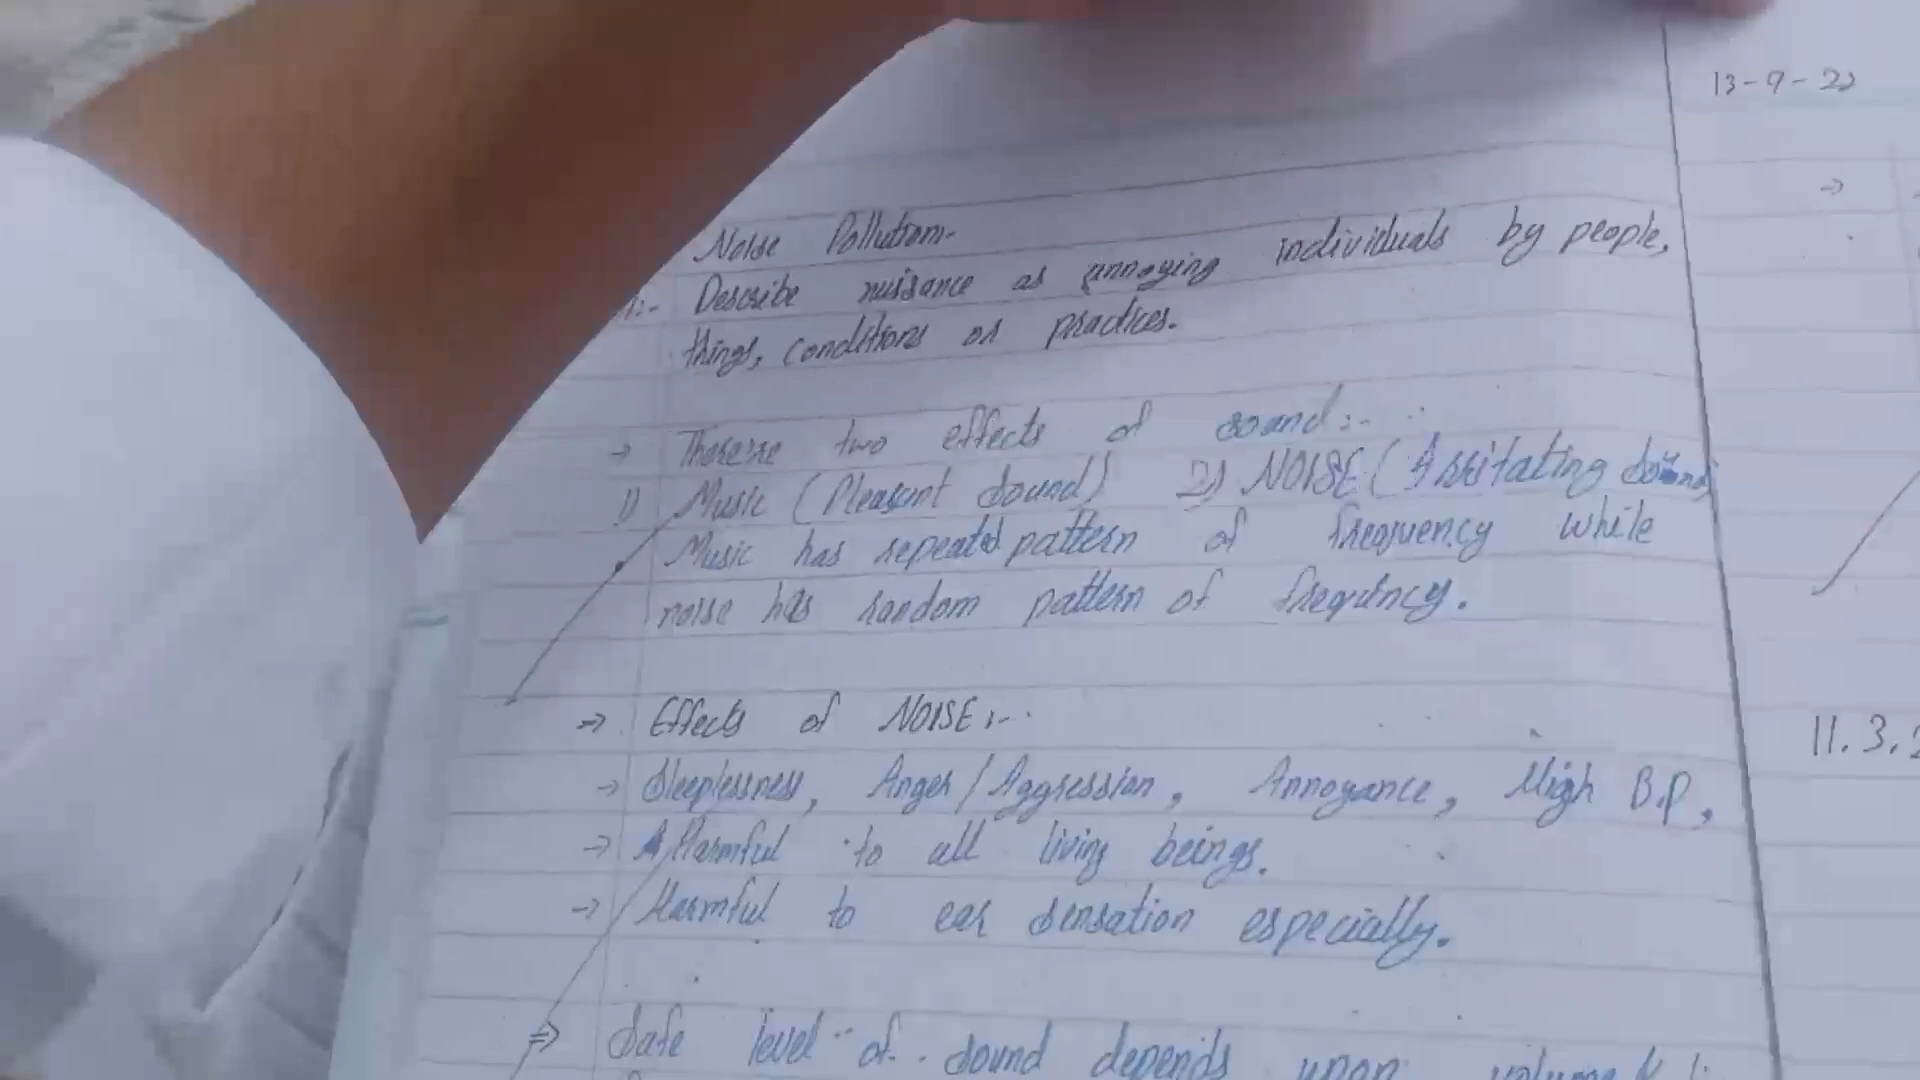 Noise Pollution-
1:- Describe nuissance as annoying individuals by people,
things, conditions or practices.
→ There're two effects of sound:-
1) Music (Pleasant sound) 2) NOISE (Irritating sound)
Music has repeated pattern of frequency while
noise has random pattern of frequency.
⇒ Effects of NOISE:-
→ Sleeplessness, Anger/Aggression, Annoyance, High B.P,
→ Harmful to all living beings.
→ Harmful to ear sensation especially.
⇒ Safe level of sound depends upon
13-9-22
→
11.3.